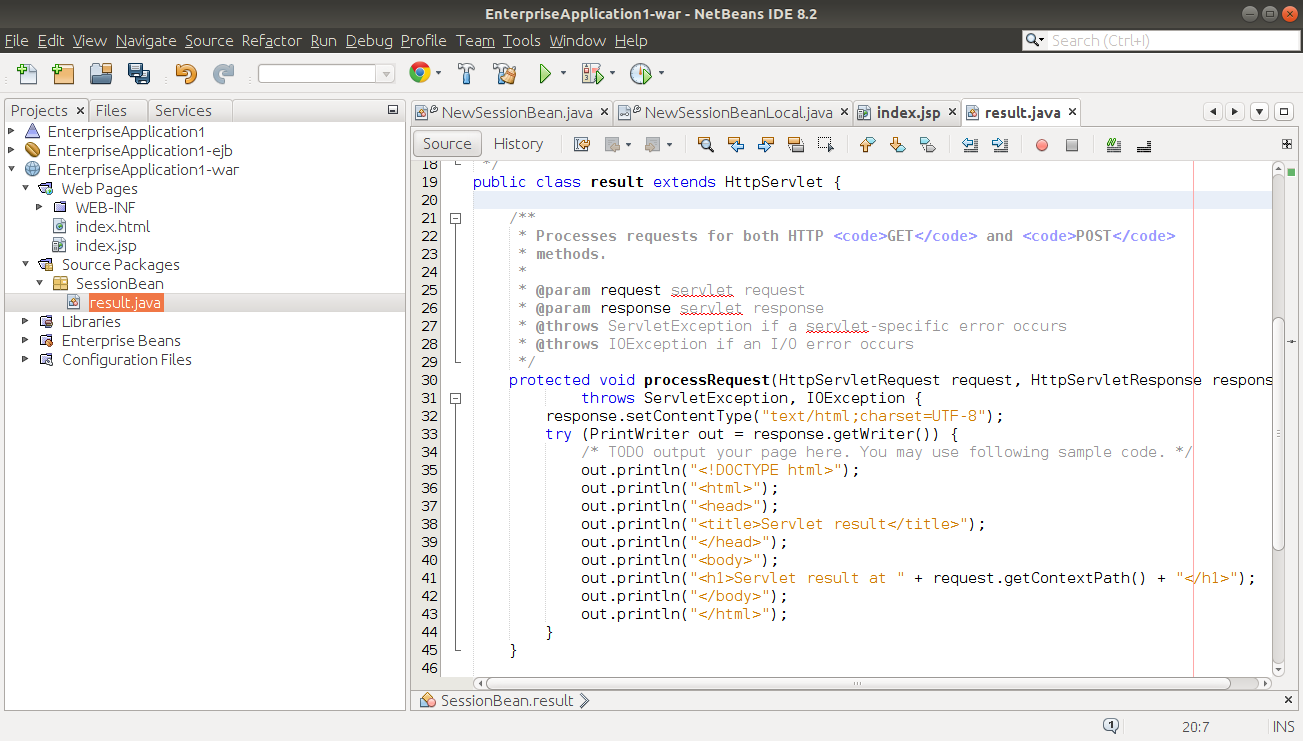 EnterpriseApplication1-war - NetBeans IDE 8.2
File Edit View Navigate Source Refactor Run Debug Profile Team Tools Window Help
Search (Ctrl+I)
Projects Files Services
EnterpriseApplication1
EnterpriseApplication1-ejb
EnterpriseApplication1-war
Web Pages
WEB-INF
index.html
index.jsp
Source Packages
SessionBean
result.java
Libraries
Enterprise Beans
Configuration Files
NewSessionBean.java NewSessionBeanLocal.java index.jsp result.java
Source History
18 */
19 public class result extends HttpServlet {
20
21 /**
22 * Processes requests for both HTTP <code>GET</code> and <code>POST</code>
23 * methods.
24 *
25 * @param request servlet request
26 * @param response servlet response
27 * @throws ServletException if a servlet-specific error occurs
28 * @throws IOException if an I/O error occurs
29 */
30 protected void processRequest(HttpServletRequest request, HttpServletResponse respons
31 throws ServletException, IOException {
32 response.setContentType("text/html;charset=UTF-8");
33 try (PrintWriter out = response.getWriter()) {
34 /* TODO output your page here. You may use following sample code. */
35 out.println("<!DOCTYPE html>");
36 out.println("<html>");
37 out.println("<head>");
38 out.println("<title>Servlet result</title>");
39 out.println("</head>");
40 out.println("<body>");
41 out.println("<h1>Servlet result at " + request.getContextPath() + "</h1>");
42 out.println("</body>");
43 out.println("</html>");
44 }
45 }
46
SessionBean.result
1 20:7 INS